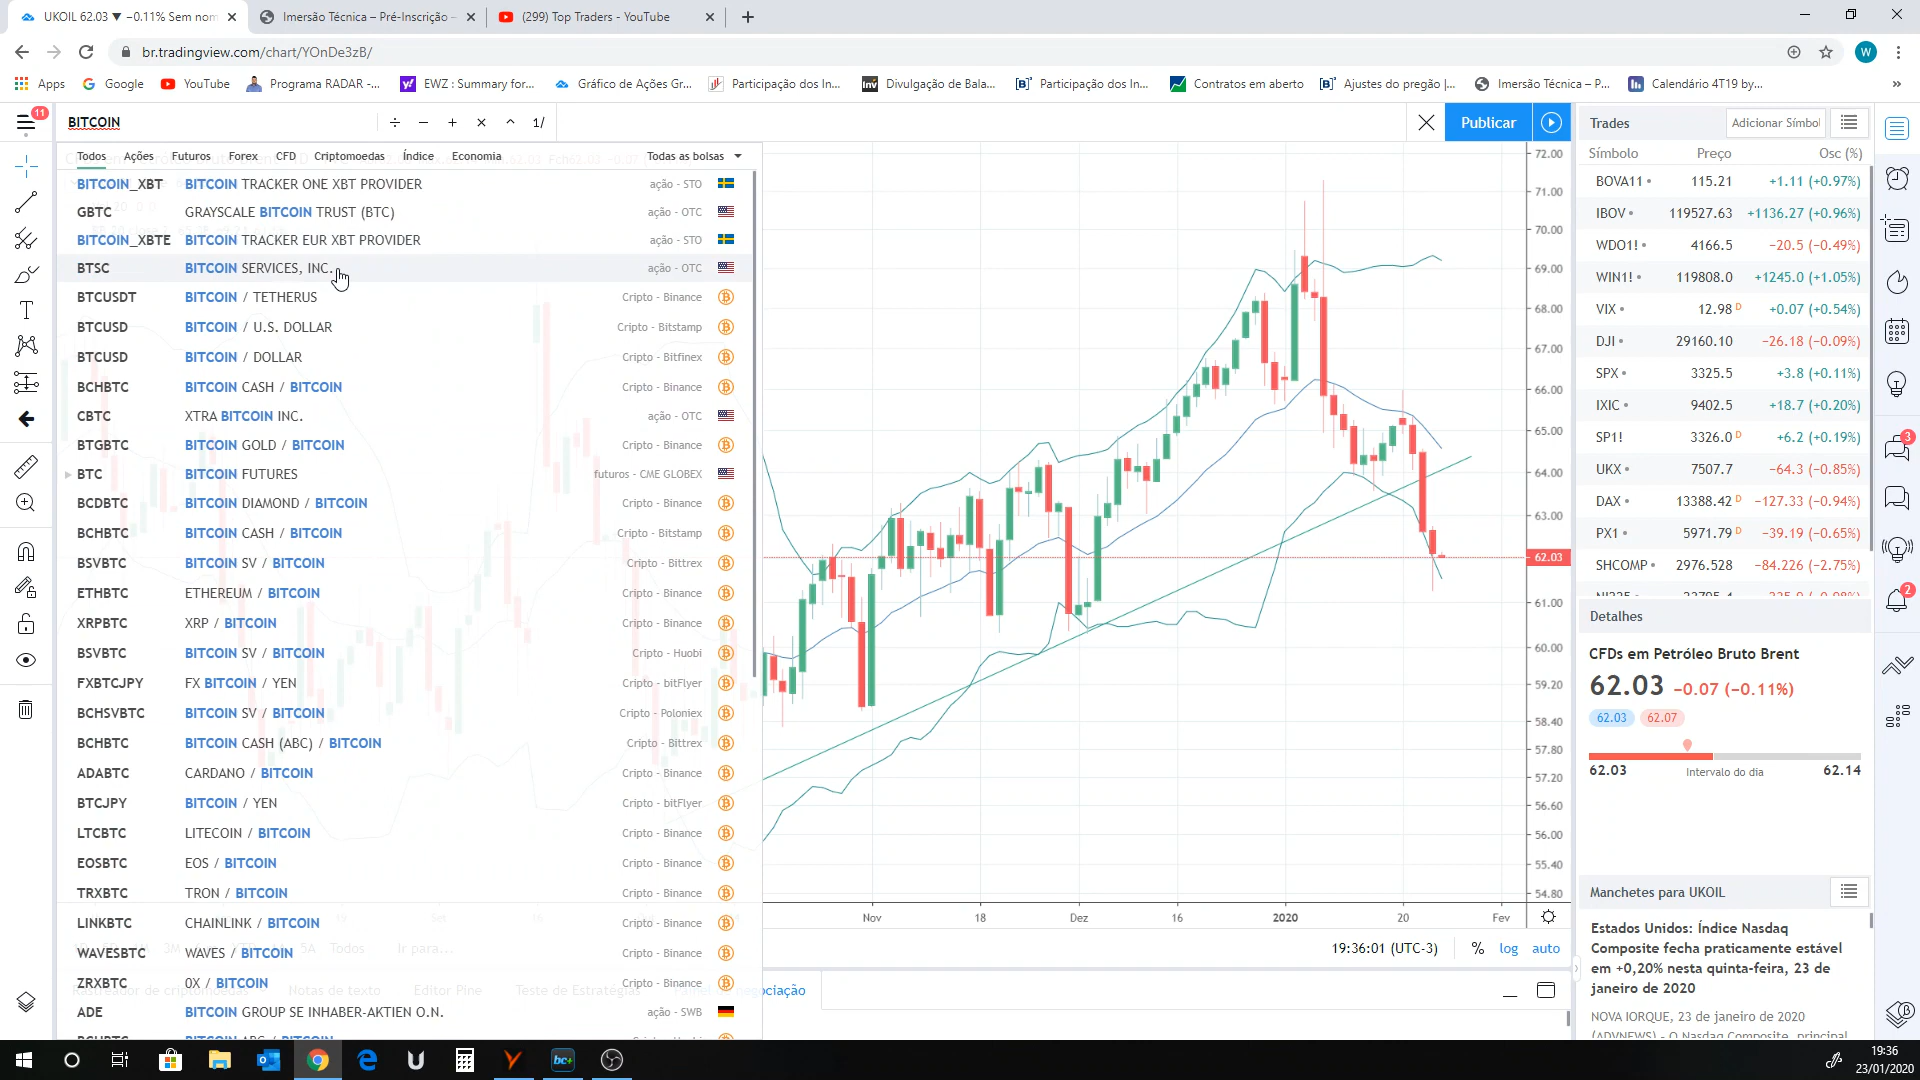 UKOIL 62.03 ▼ −0.11% Sem nom
Imersão Técnica – Pré-Inscrição –
(299) Top Traders - YouTube
br.tradingview.com/chart/YOnDe3zB/
W
Apps
Google
YouTube
Programa RADAR -...
EWZ : Summary for...
Gráfico de Ações Gr...
Participação dos In...
Divulgação de Bala...
Participação dos In...
Contratos em aberto
Ajustes do pregão |...
Imersão Técnica – P...
Calendário 4T19 by...
11
BITCOIN
1/
Publicar
Todos Ações Futuros Forex CFD Criptomoedas Índice Economia Todas as bolsas
BITCOIN_XBT BITCOIN TRACKER ONE XBT PROVIDER ação - STO
GBTC GRAYSCALE BITCOIN TRUST (BTC) ação - OTC
BITCOIN_XBTE BITCOIN TRACKER EUR XBT PROVIDER ação - STO
BTSC BITCOIN SERVICES, INC. ação - OTC
BTCUSDT BITCOIN / TETHERUS Cripto - Binance
BTCUSD BITCOIN / U.S. DOLLAR Cripto - Bitstamp
BTCUSD BITCOIN / DOLLAR Cripto - Bitfinex
BCHBTC BITCOIN CASH / BITCOIN Cripto - Binance
CBTC XTRA BITCOIN INC. ação - OTC
BTGBTC BITCOIN GOLD / BITCOIN Cripto - Binance
BTC BITCOIN FUTURES futuros - CME GLOBEX
BCDBTC BITCOIN DIAMOND / BITCOIN Cripto - Binance
BCHBTC BITCOIN CASH / BITCOIN Cripto - Bitstamp
BSVBTC BITCOIN SV / BITCOIN Cripto - Bittrex
ETHBTC ETHEREUM / BITCOIN Cripto - Binance
XRPBTC XRP / BITCOIN Cripto - Binance
BSVBTC BITCOIN SV / BITCOIN Cripto - Huobi
FXBTCJPY FX BITCOIN / YEN Cripto - bitFlyer
BCHSVBTC BITCOIN SV / BITCOIN Cripto - Poloniex
BCHBTC BITCOIN CASH (ABC) / BITCOIN Cripto - Bittrex
ADABTC CARDANO / BITCOIN Cripto - Binance
BTCJPY BITCOIN / YEN Cripto - bitFlyer
LTCBTC LITECOIN / BITCOIN Cripto - Binance
EOSBTC EOS / BITCOIN Cripto - Binance
TRXBTC TRON / BITCOIN Cripto - Binance
LINKBTC CHAINLINK / BITCOIN Cripto - Binance
WAVESBTC WAVES / BITCOIN Cripto - Binance
ZRXBTC 0X / BITCOIN Cripto - Binance
ADE BITCOIN GROUP SE INHABER-AKTIEN O.N. ação - SWB
3M 5A Todos Ir para...
Notas de texto Editor Pine Teste de Estratégias
72.00
71.00
70.00
69.00
68.00
67.00
66.00
65.00
64.00
63.00
62.03
61.00
60.00
59.20
58.40
57.80
57.20
56.60
56.00
55.40
54.80
Nov 18 Dez 16 2020 20 Fev
19:36:01 (UTC-3) % log auto
Trades Adicionar Símbol
Símbolo Preço Osc (%)
BOVA11 115.21 +1.11 (+0.97%)
IBOV 119527.63 +1136.27 (+0.96%)
WDO1! 4166.5 −20.5 (−0.49%)
WIN1! 119808.0 +1245.0 (+1.05%)
VIX 12.98 D +0.07 (+0.54%)
DJI 29160.10 −26.18 (−0.09%)
SPX 3325.5 +3.8 (+0.11%)
IXIC 9402.5 +18.7 (+0.20%)
SP1! 3326.0 D +6.2 (+0.19%)
UKX 7507.7 −64.3 (−0.85%)
DAX 13388.42 D −127.33 (−0.94%)
PX1 5971.79 D −39.19 (−0.65%)
SHCOMP 2976.528 −84.226 (−2.75%)
Detalhes
CFDs em Petróleo Bruto Brent
62.03 −0.07 (−0.11%)
62.03 62.07
62.03 Intervalo do dia 62.14
Manchetes para UKOIL
Estados Unidos: Índice Nasdaq
Composite fecha praticamente estável
em +0,20% nesta quinta-feira, 23 de
janeiro de 2020
NOVA IORQUE, 23 de janeiro de 2020
(ADVNEWS) - O Nasdaq Composite, principal
3
2
bc+
19:36
23/01/2020